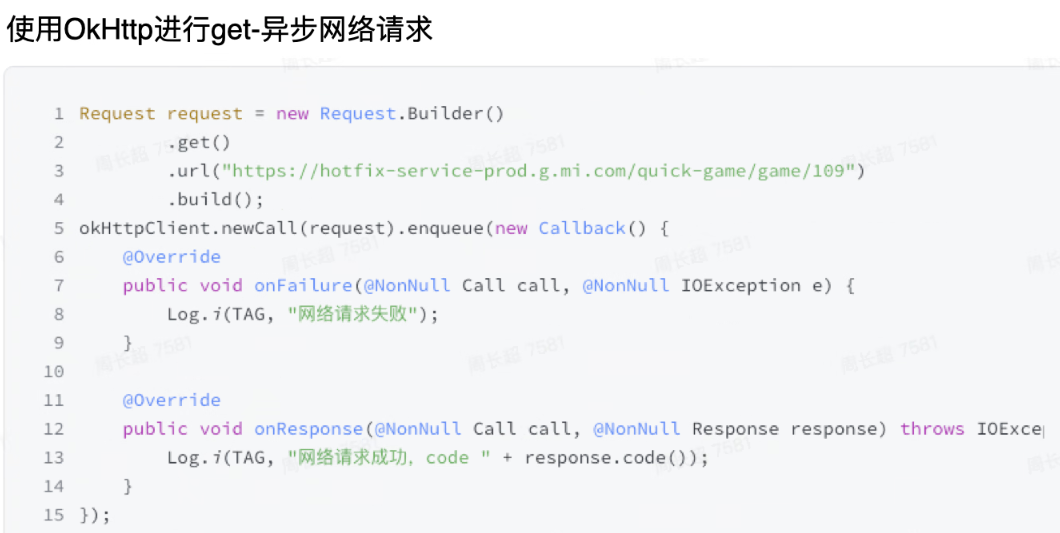 使用OkHttp进行get-异步网络请求
1 Request request = new Request.Builder()
2         .get()
3         .url("https://hotfix-service-prod.g.mi.com/quick-game/game/109")
4         .build();
5 okHttpClient.newCall(request).enqueue(new Callback() {
6     @Override
7     public void onFailure(@NonNull Call call, @NonNull IOException e) {
8         Log.i(TAG, "网络请求失败");
9     }
10
11     @Override
12     public void onResponse(@NonNull Call call, @NonNull Response response) throws IOExce
13         Log.i(TAG, "网络请求成功, code " + response.code());
14     }
15 });